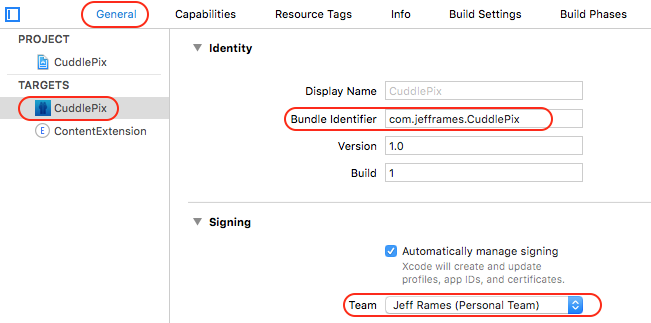 General Capabilities Resource Tags Info Build Settings Build Phases
PROJECT
CuddlePix
TARGETS
CuddlePix
E ContentExtension
Identity
Display Name CuddlePix
Bundle Identifier com.jefframes.CuddlePix
Version 1.0
Build 1
Signing
Automatically manage signing
Xcode will create and update
profiles, app IDs, and certificates.
Team Jeff Rames (Personal Team)